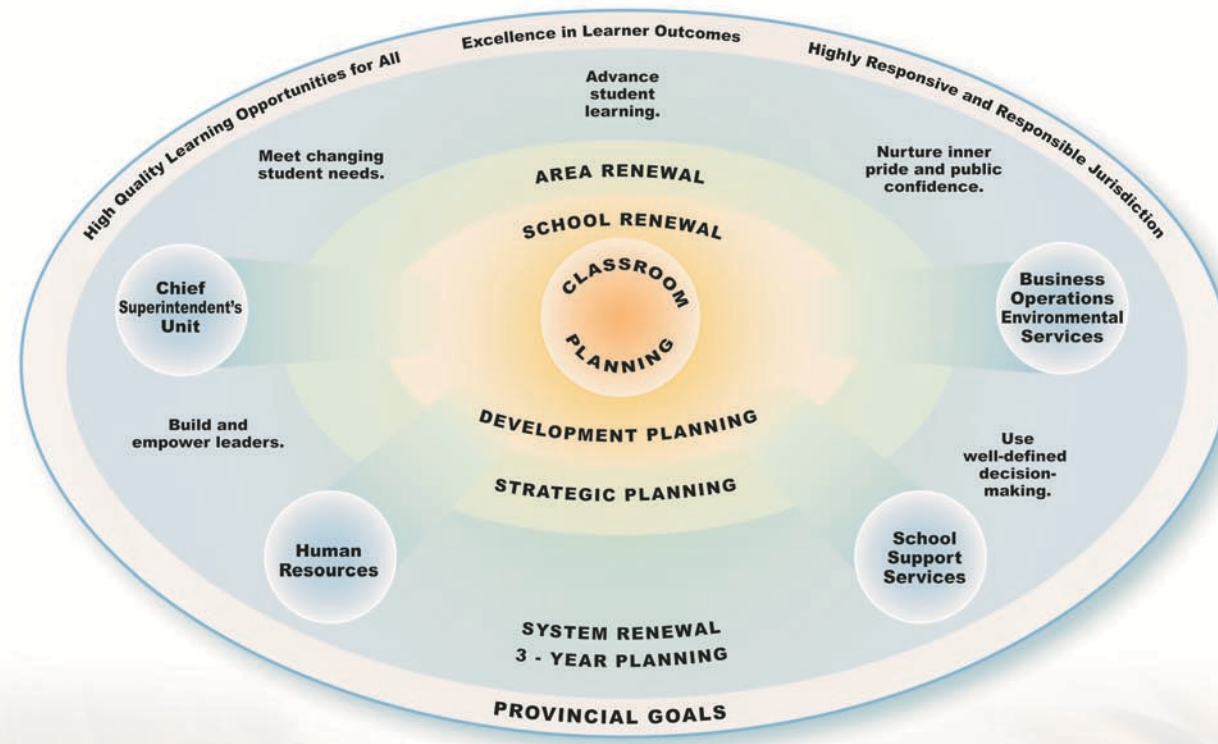 High Quality Learning Opportunities for All
Excellence in Learner Outcomes
Highly Responsive and Responsible Jurisdiction
Advance
student
learning.
Meet changing
student needs.
Nurture inner
pride and public
confidence.
AREA RENEWAL
SCHOOL RENEWAL
CLASSROOM
PLANNING
Chief
Superintendent's
Unit
Business
Operations
Environmental
Services
DEVELOPMENT PLANNING
Build and
empower leaders.
Use
well-defined
decision-
making.
STRATEGIC PLANNING
Human
Resources
School
Support
Services
SYSTEM RENEWAL
3 - YEAR PLANNING
PROVINCIAL GOALS